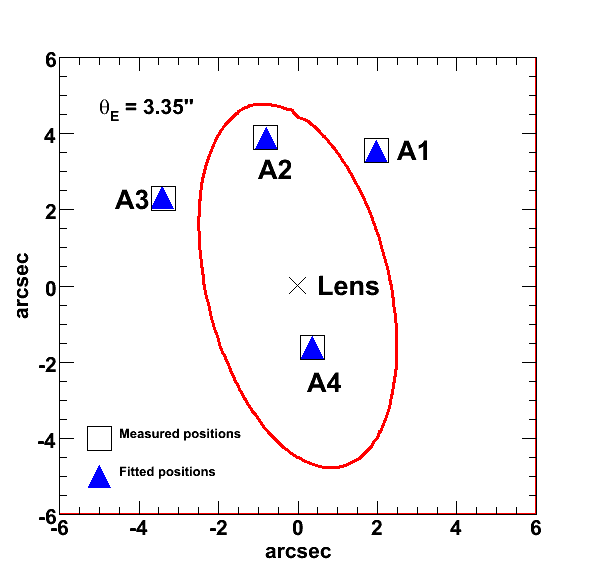 6
θE = 3.35"
4
A1
A2
A3
2
arcsec
0
Lens
-2
A4
-4
Measured positions
Fitted positions
-6
-6 -4 -2 0 2 4 6
arcsec